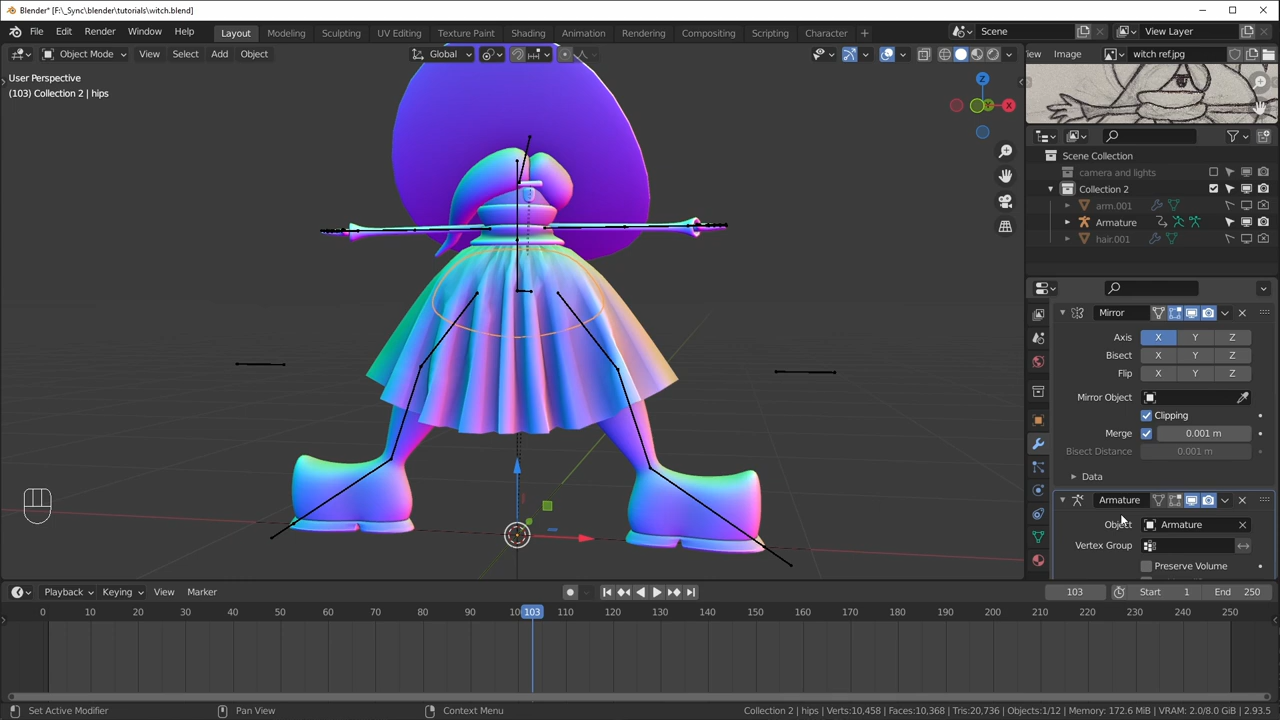 Blender* [F:\_Sync\blender\tutorials\witch.blend]
File Edit Render Window Help Layout Modeling Sculpting UV Editing Texture Paint Shading Animation Rendering Compositing Scripting Character + Scene View Layer
Object Mode View Select Add Object Global iew Image witch ref.jpg
User Perspective
(103) Collection 2 | hips
Z
Y
X
Scene Collection
camera and lights
Collection 2
arm.001
Armature
hair.001
Mirror
Axis X Y Z
Bisect X Y Z
Flip X Y Z
Mirror Object
Clipping
Merge 0.001 m
Bisect Distance 0.001 m
Data
Armature
Object Armature
Vertex Group
Preserve Volume
Playback Keying View Marker 103 Start 1 End 250
0 10 20 30 40 50 60 70 80 90 10 103 110 120 130 140 150 160 170 180 190 200 210 220 230 240 250
Set Active Modifier Pan View Context Menu Collection 2 | hips | Verts:10,458 | Faces:10,368 | Tris:20,736 | Objects:1/12 | Memory: 172.6 MiB | VRAM: 2.0/8.0 GiB | 2.93.5